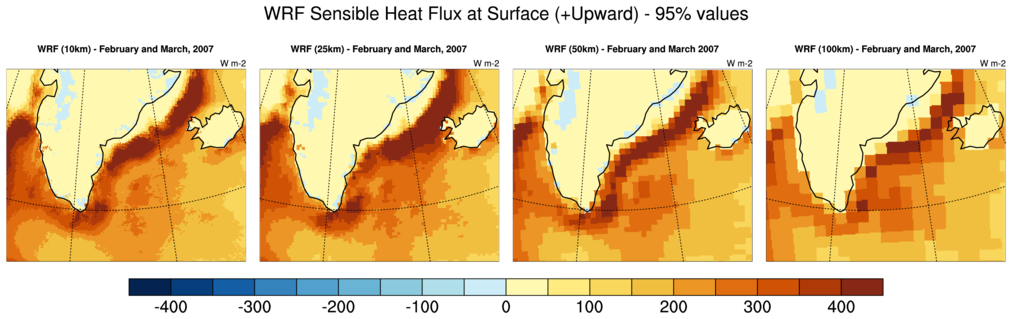 WRF Sensible Heat Flux at Surface (+Upward) - 95% values
WRF (10km) - February and March, 2007
W m-2
WRF (25km) - February and March, 2007
W m-2
WRF (50km) - February and March, 2007
W m-2
WRF (100km) - February and March, 2007
W m-2
-400 -300 -200 -100 0 100 200 300 400